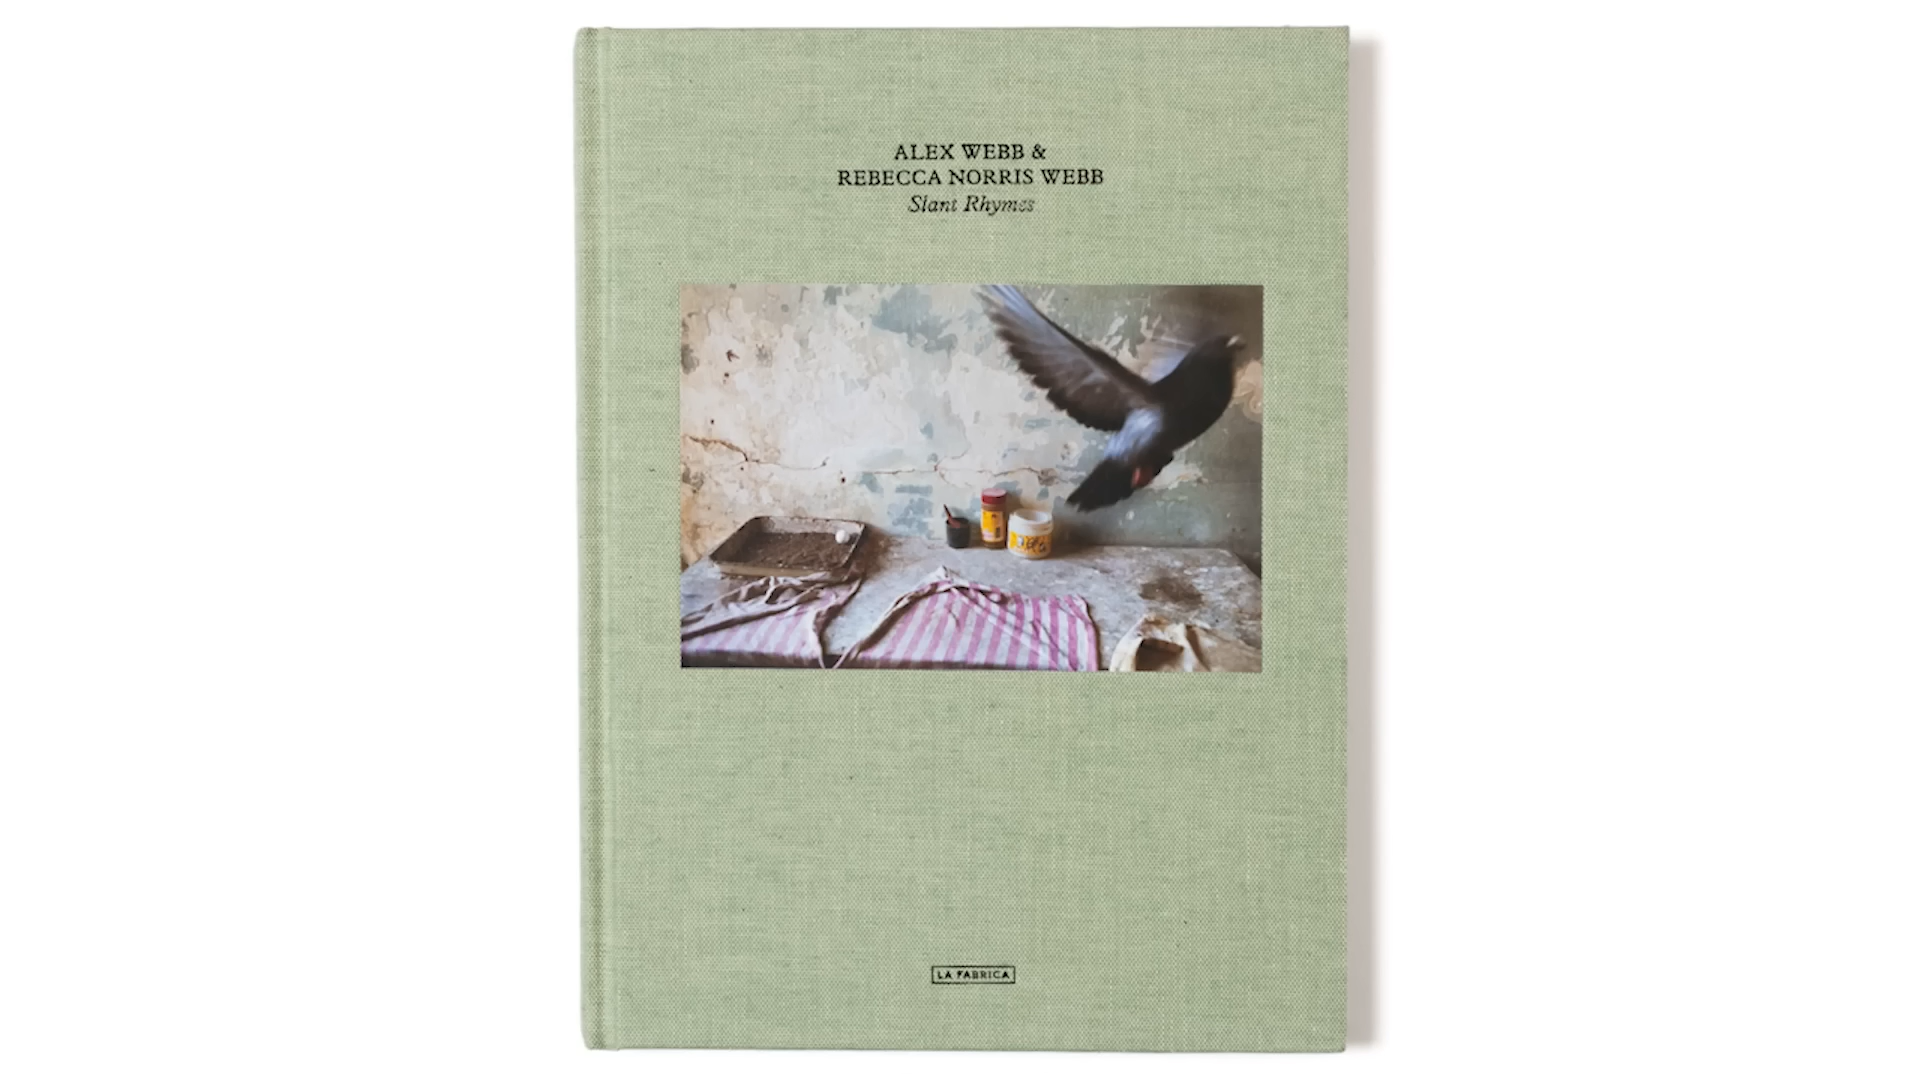 ALEX WEBB &
REBECCA NORRIS WEBB
Slant Rhymes
LA FABRICA